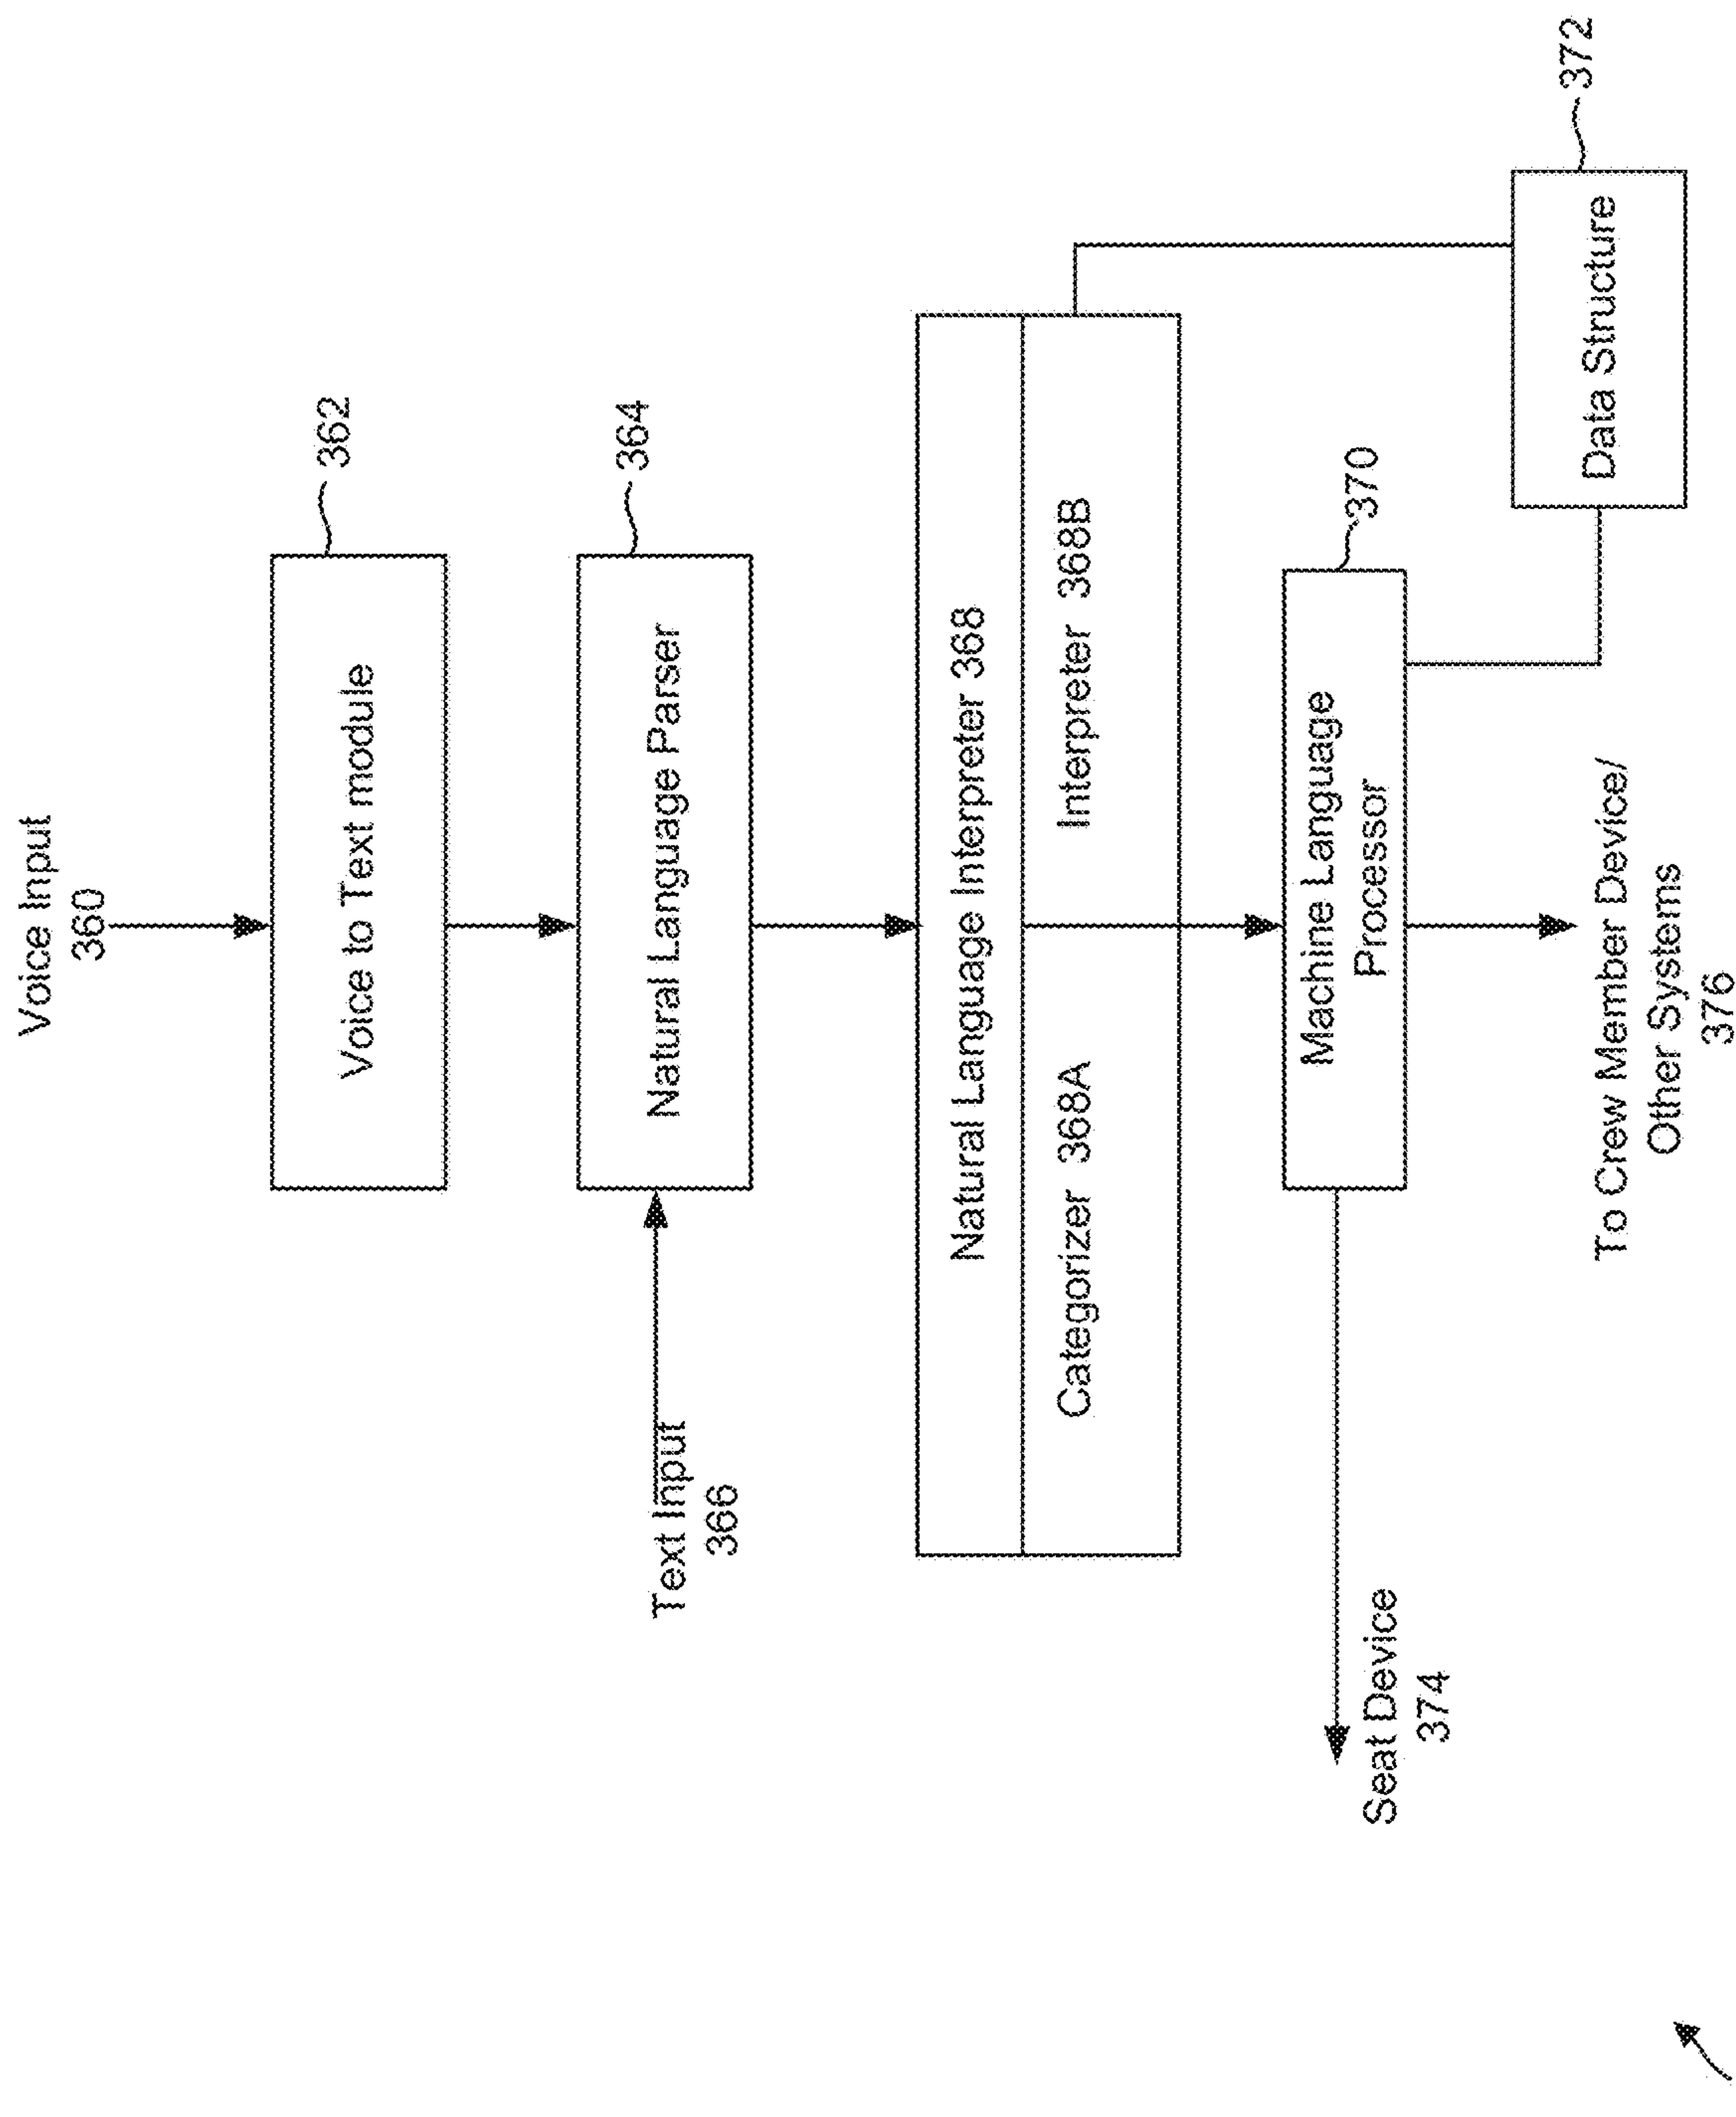 Voice Input
360
Voice to Text module
362
Natural Language Parser
364
Text Input
366
Natural Language Interpreter 368
Categorizer 368A
Interpreter 368B
Machine Language
Processor
370
Data Structure
372
Seat Device
374
To Crew Member Device/
Other Systems
376